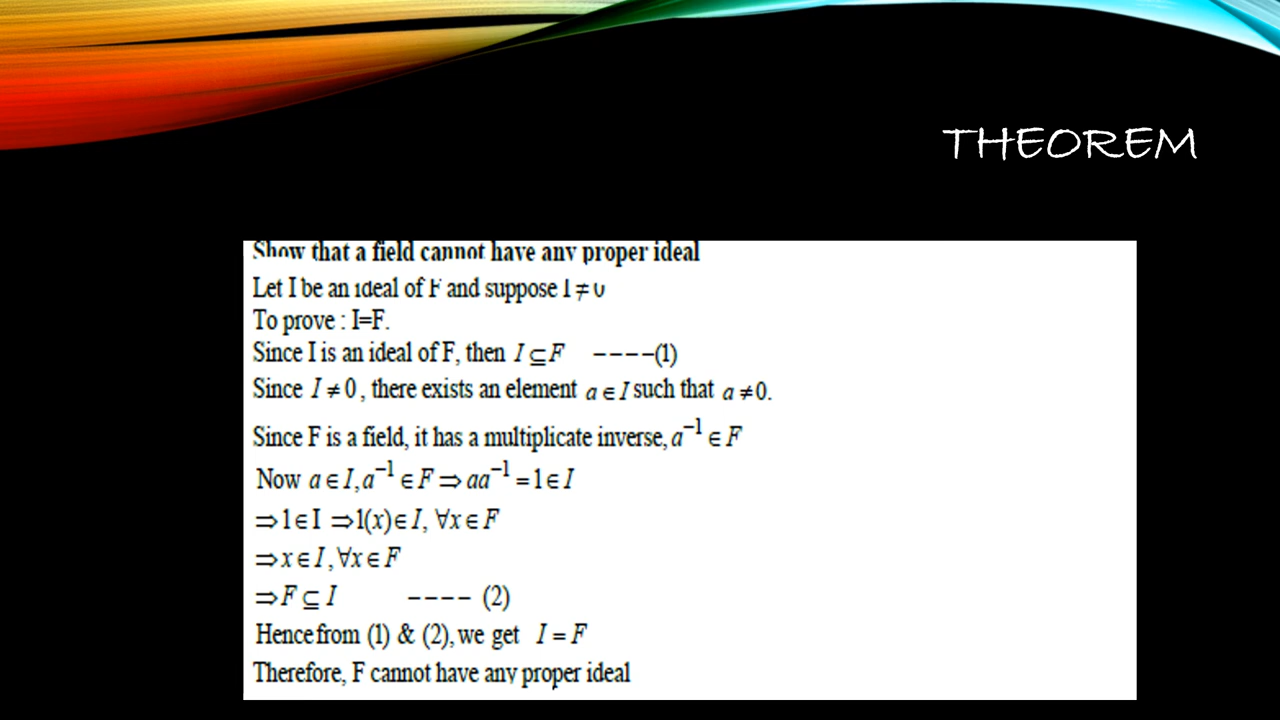 THEOREM
Show that a field cannot have any proper ideal
Let I be an ideal of F and suppose I ≠ 0
To prove : I=F.
Since I is an ideal of F, then I ⊆ F ----(1)
Since I ≠ 0, there exists an element a ∈ I such that a ≠ 0.
Since F is a field, it has a multiplicate inverse, a⁻¹ ∈ F
Now a ∈ I, a⁻¹ ∈ F ⇒ aa⁻¹ = 1 ∈ I
⇒ 1 ∈ I ⇒ 1(x) ∈ I, ∀x ∈ F
⇒ x ∈ I, ∀x ∈ F
⇒ F ⊆ I ---- (2)
Hence from (1) & (2), we get I = F
Therefore, F cannot have any proper ideal